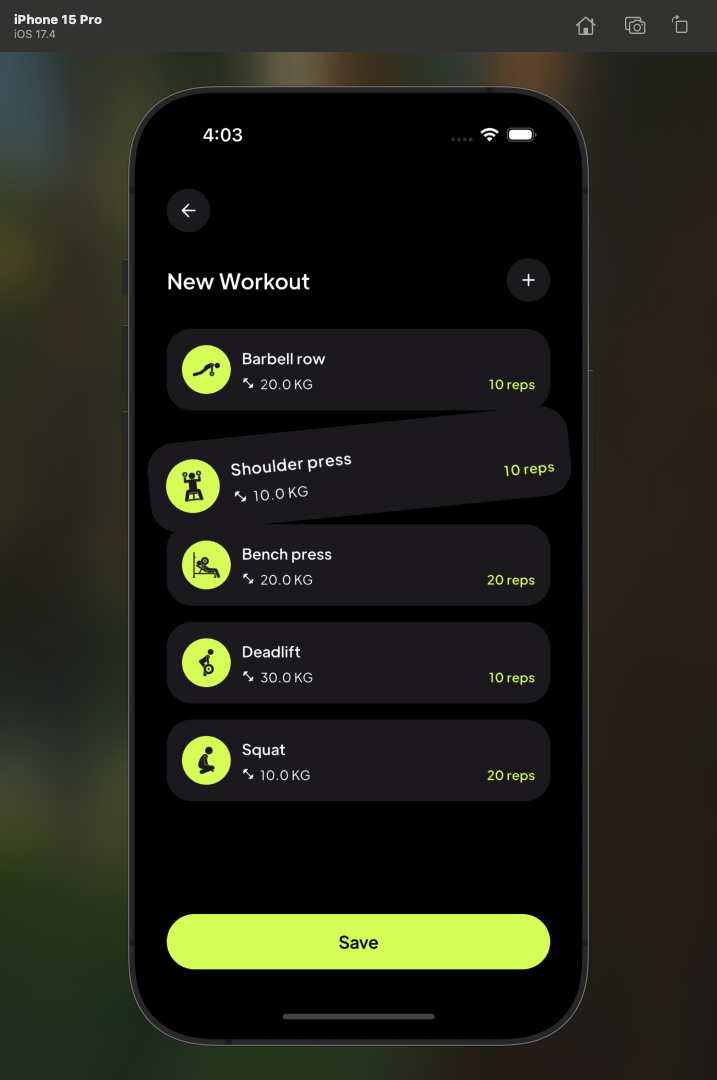 iPhone 15 Pro
iOS 17.4
4:03
New Workout
Barbell row
20.0 KG
10 reps
Shoulder press
10.0 KG
10 reps
Bench press
20.0 KG
20 reps
Deadlift
30.0 KG
10 reps
Squat
10.0 KG
20 reps
Save